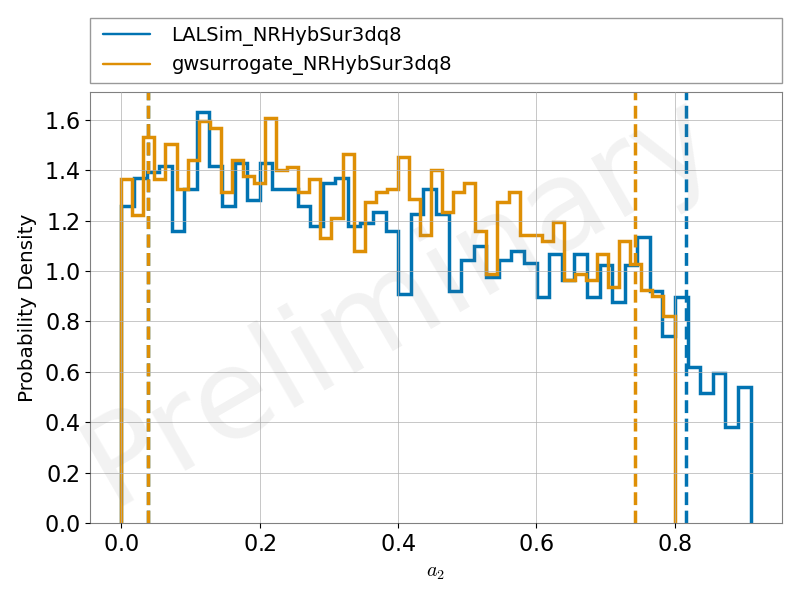 LALSim_NRHybSur3dq8
gwsurrogate_NRHybSur3dq8
Probability Density
1.6
1.4
1.2
1.0
0.8
0.6
0.4
0.2
0.0
Preliminary
0.0 0.2 0.4 0.6 0.8
a₂